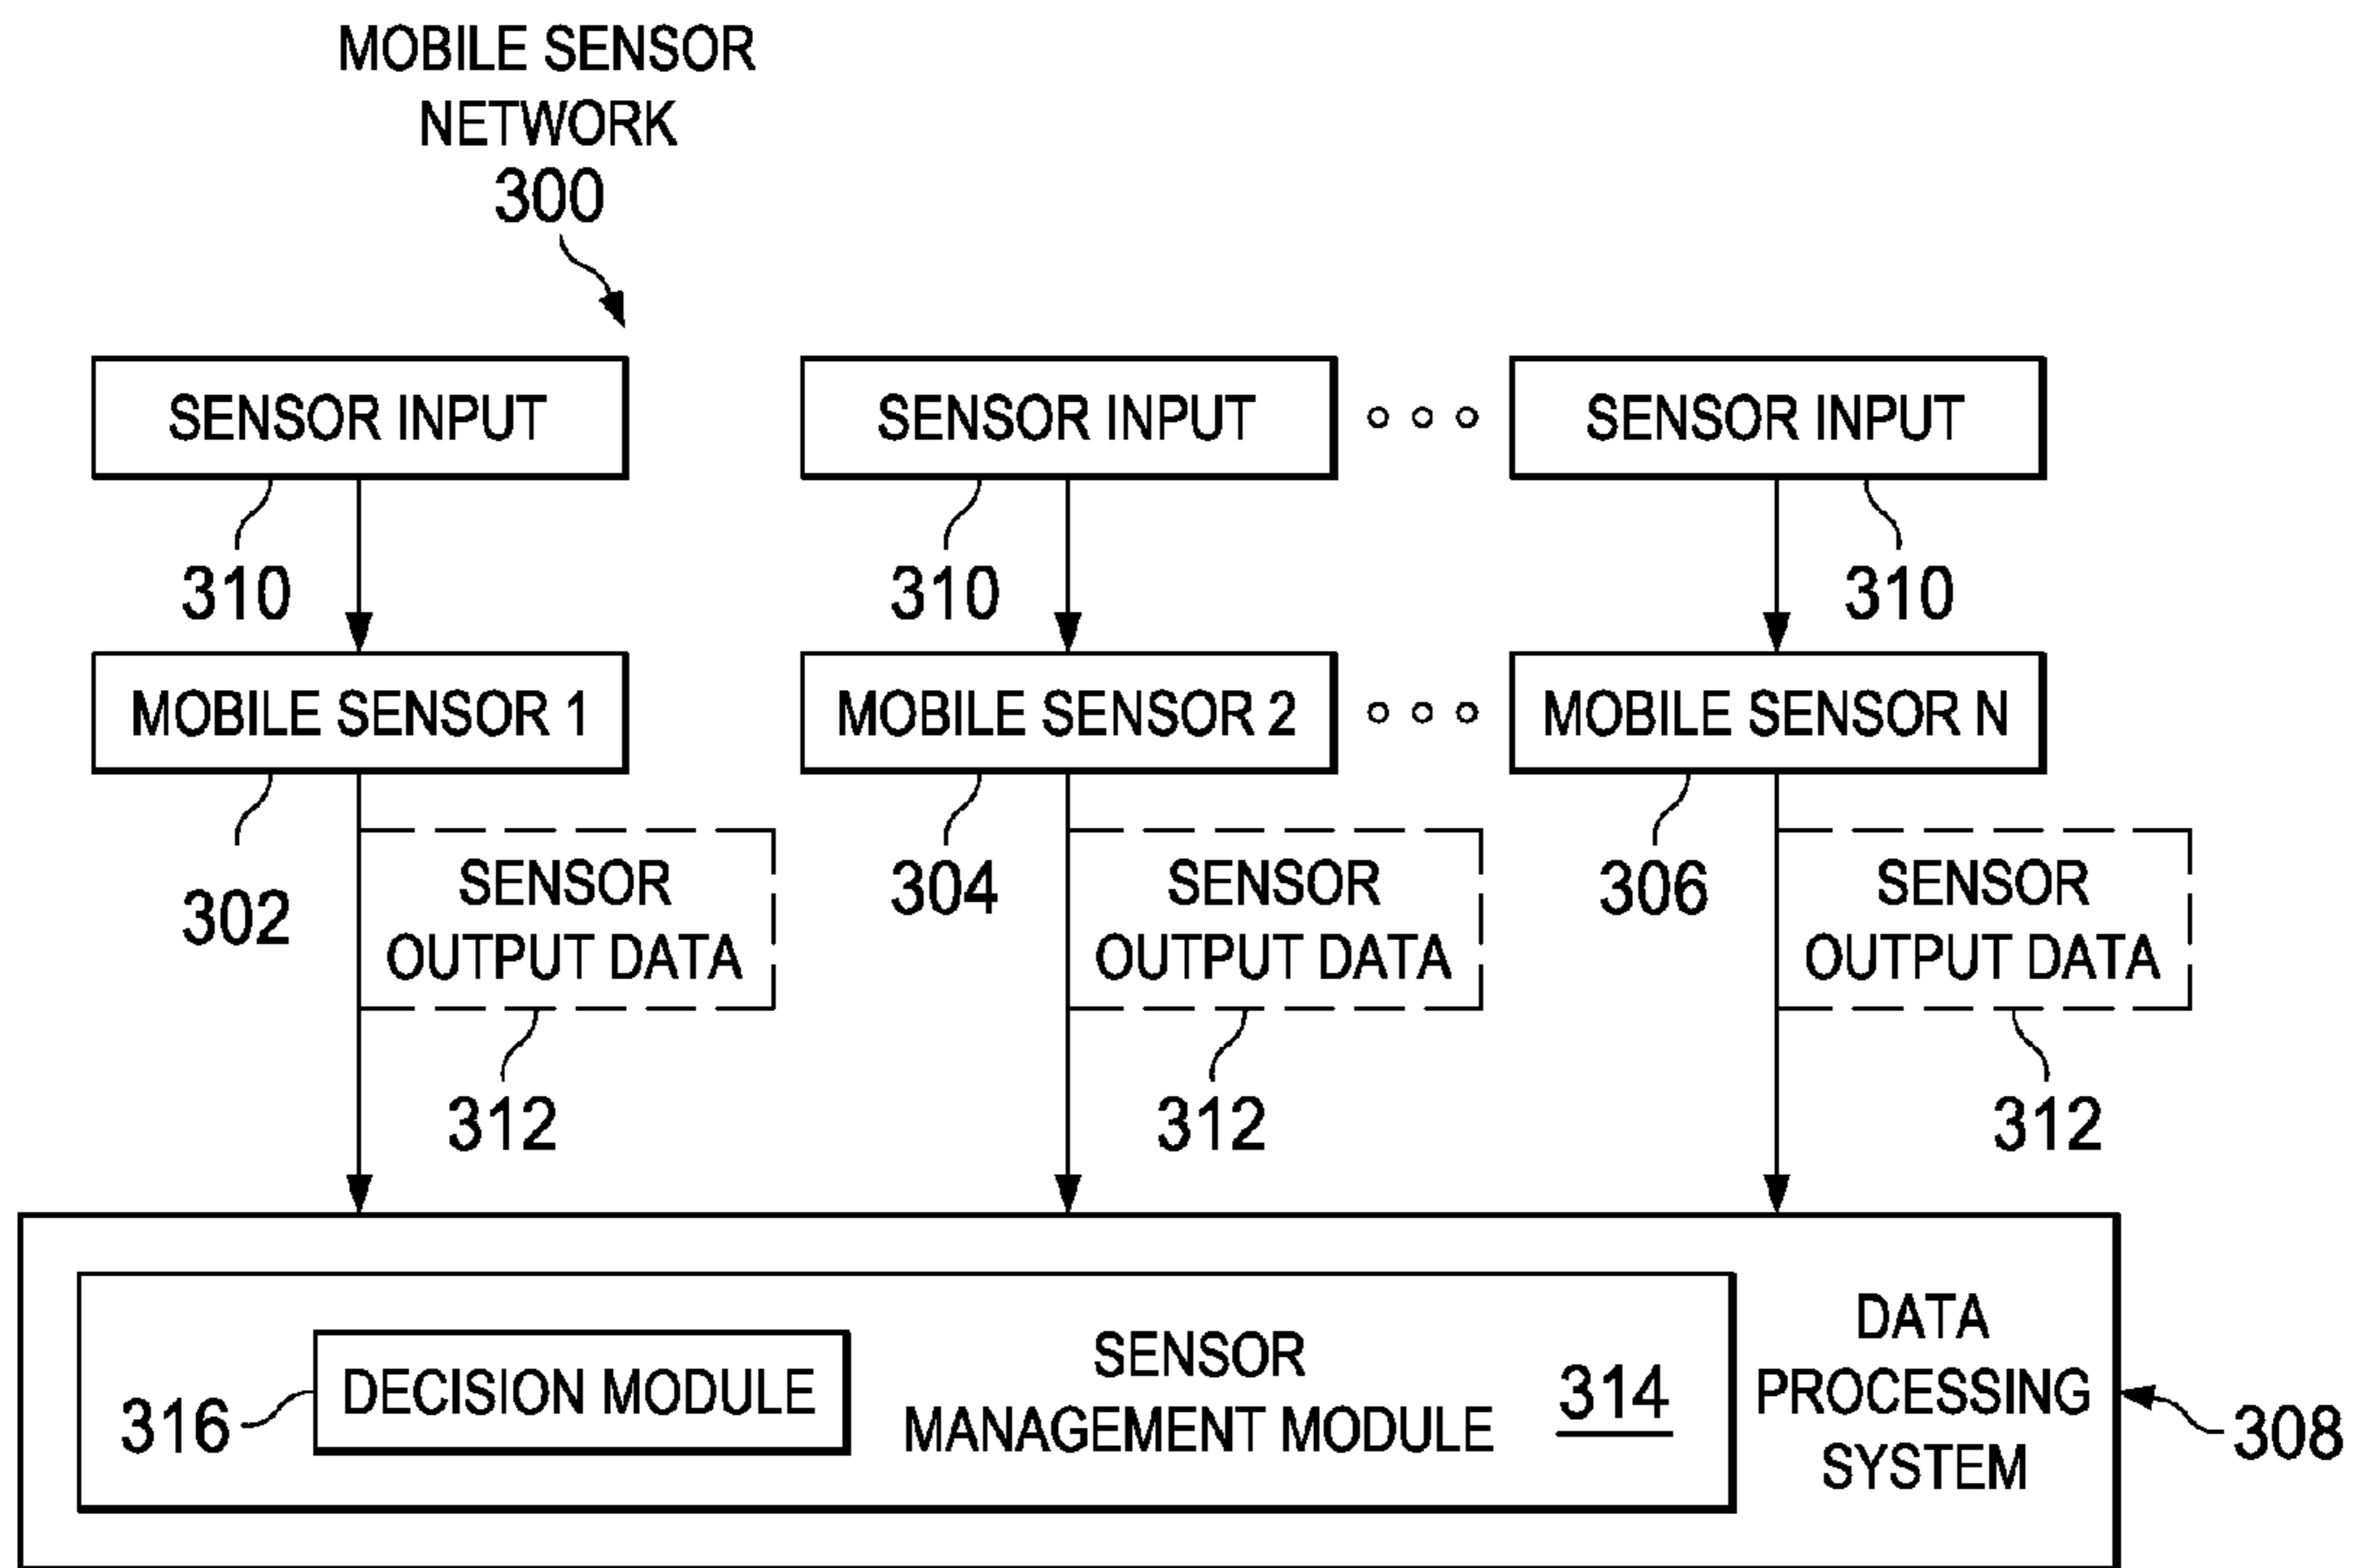 MOBILE SENSOR
NETWORK
300
SENSOR INPUT
SENSOR INPUT
SENSOR INPUT
310
310
310
MOBILE SENSOR 1
MOBILE SENSOR 2
MOBILE SENSOR N
302
SENSOR
OUTPUT DATA
304
SENSOR
OUTPUT DATA
306
SENSOR
OUTPUT DATA
312
312
312
316
DECISION MODULE
SENSOR
MANAGEMENT MODULE
314
DATA
PROCESSING
SYSTEM
308